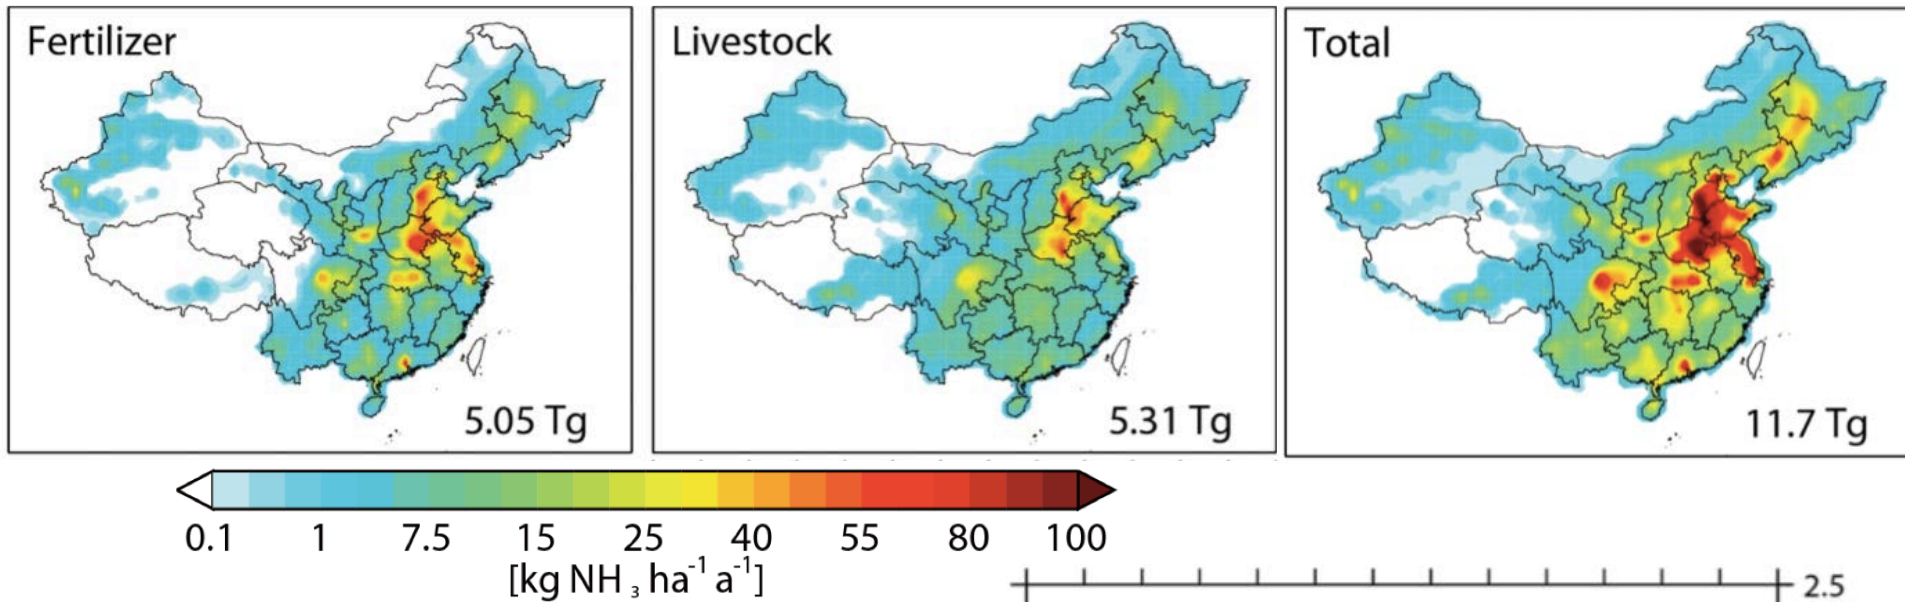 Fertilizer
5.05 Tg
Livestock
5.31 Tg
Total
11.7 Tg
0.1 1 7.5 15 25 40 55 80 100
[kg NH₃ ha⁻¹ a⁻¹]
2.5